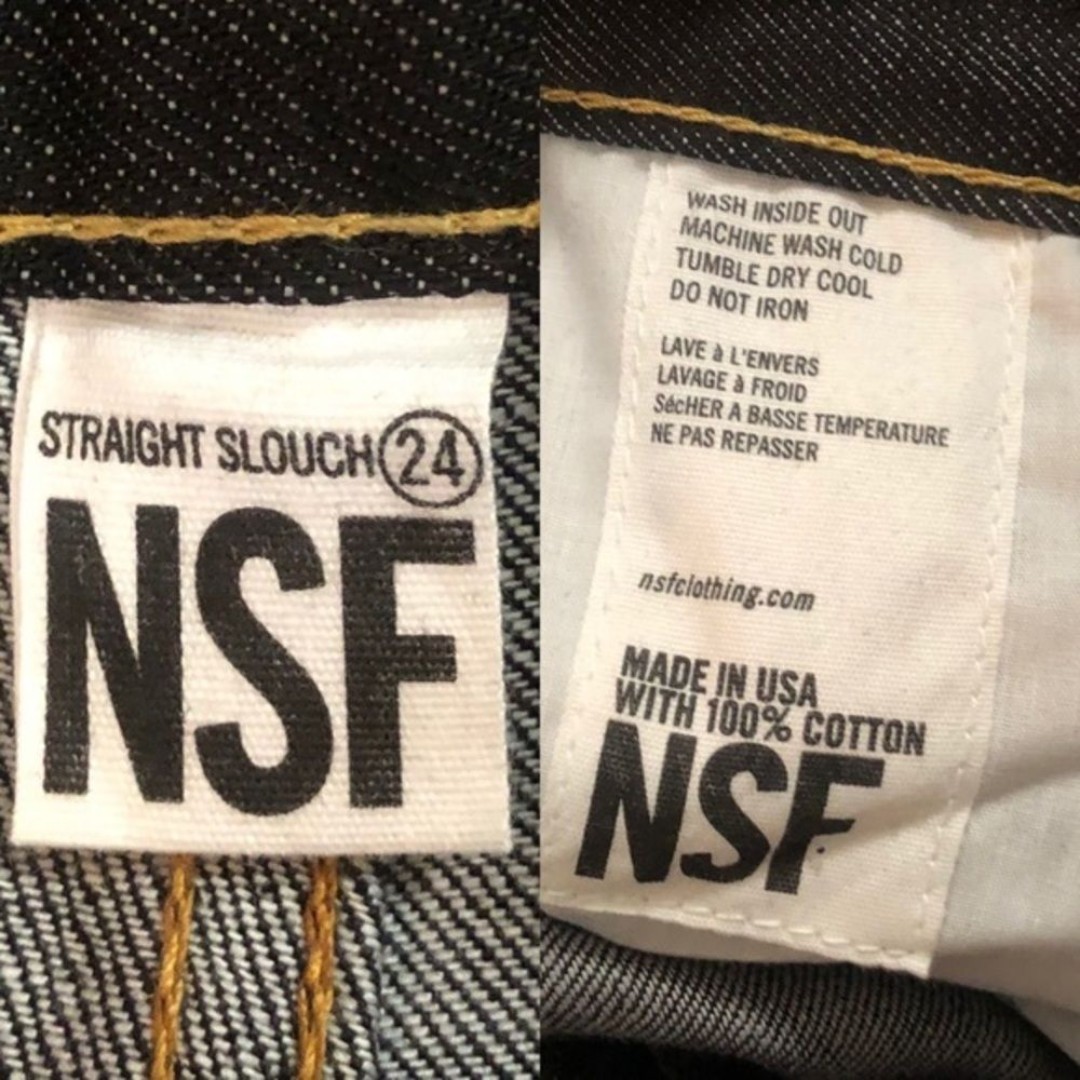 STRAIGHT SLOUCH 24
NSF
WASH INSIDE OUT
MACHINE WASH COLD
TUMBLE DRY COOL
DO NOT IRON
LAVE à L'ENVERS
LAVAGE à FROID
SécHER A BASSE TEMPERATURE
NE PAS REPASSER
nsfclothing.com
MADE IN USA
WITH 100% COTTON
NSF